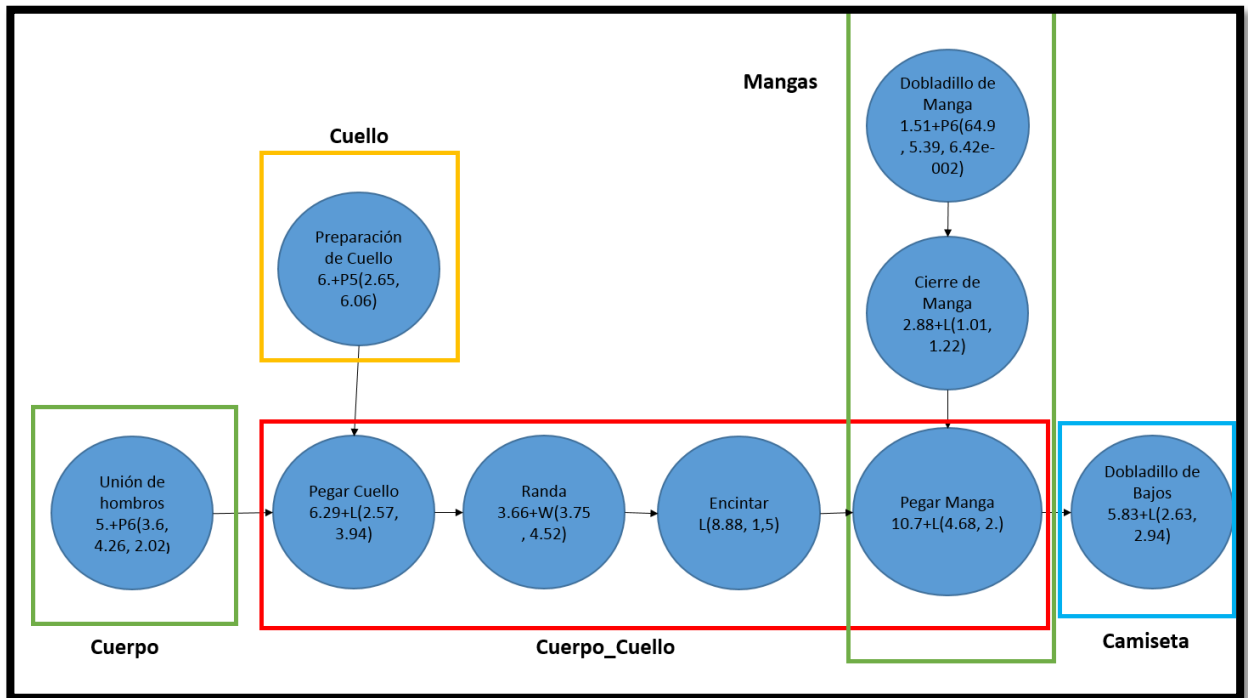 Mangas
Dobladillo de
Manga
1.51+P6(64.9
, 5.39, 6.42e-
002)
Cuello
Preparación
de Cuello
6.+P5(2.65,
6.06)
Cierre de
Manga
2.88+L(1.01,
1.22)
Unión de
hombros
5.+P6(3.6,
4.26, 2.02)
Pegar Cuello
6.29+L(2.57,
3.94)
Randa
3.66+W(3.75
, 4.52)
Encintar
L(8.88, 1,5)
Pegar Manga
10.7+L(4.68, 2.)
Dobladillo de
Bajos
5.83+L(2.63,
2.94)
Cuerpo
Cuerpo_Cuello
Camiseta